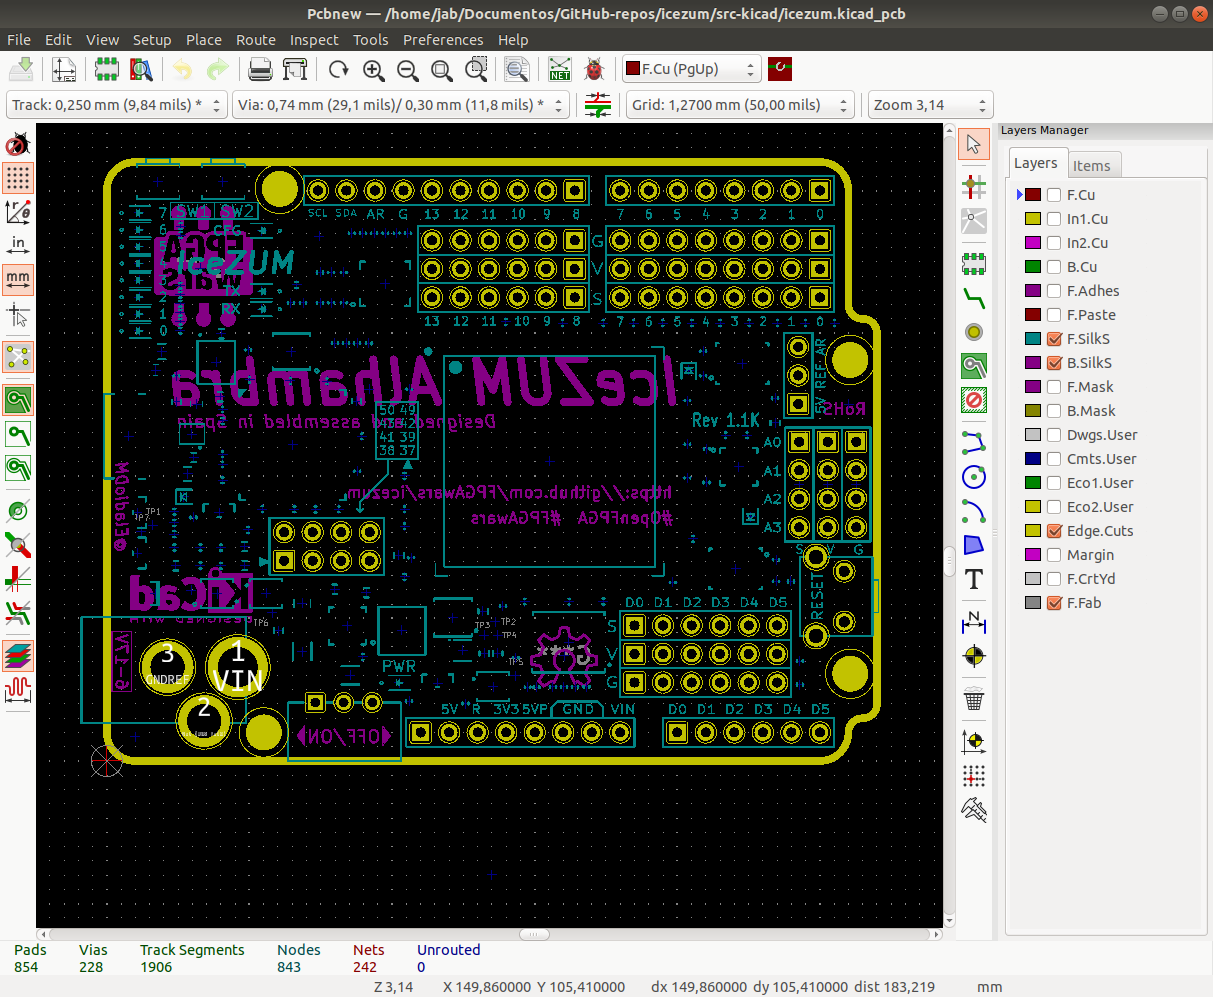 Pcbnew — /home/jab/Documentos/GitHub-repos/icezum/src-kicad/icezum.kicad_pcb
File Edit View Setup Place Route Inspect Tools Preferences Help
NET
F.Cu (PgUp)
Track: 0,250 mm (9,84 mils) *
Via: 0,74 mm (29,1 mils)/ 0,30 mm (11,8 mils) *
Grid: 1,2700 mm (50,00 mils)
Zoom 3,14
in
mm
Layers Manager
Layers Items
F.Cu
In1.Cu
In2.Cu
B.Cu
F.Adhes
F.Paste
F.SilkS
B.SilkS
F.Mask
B.Mask
Dwgs.User
Cmts.User
Eco1.User
Eco2.User
Edge.Cuts
Margin
F.CrtYd
F.Fab
SCL SDA AR G 13 12 11 10 9 8 7 6 5 4 3 2 1 0
SW1 SW2
7
6
5
4
3
2
1
0
CFG
IceZUM
TX
RX
G
V
S
13 12 11 10 9 8 7 6 5 4 3 2 1 0
IceZUM Alhambra
Designed and assembled in Spain
50 49
43 42
41 39
38 37
5V REF AR
RoHS
Rev 1.1K
A0
A1
A2
A3
S V G
@EladioDM
TP1
TP7
https://github.com/FPGAwars/icezum
#OpenFPGA #FPGAwars
KiCad
DESIGNED WITH
TP6
TP3
TP2
TP4
TP5
RESET
D0 D1 D2 D3 D4 D5
S
V
G
6-17V
3
GNDREF
1
VIN
2
PWR
OFF/ON
5V R 3V3 5VP GND VIN
D0 D1 D2 D3 D4 D5
Pads Vias Track Segments Nodes Nets Unrouted
854 228 1906 843 242 0
Z 3,14 X 149,860000 Y 105,410000 dx 149,860000 dy 105,410000 dist 183,219 mm